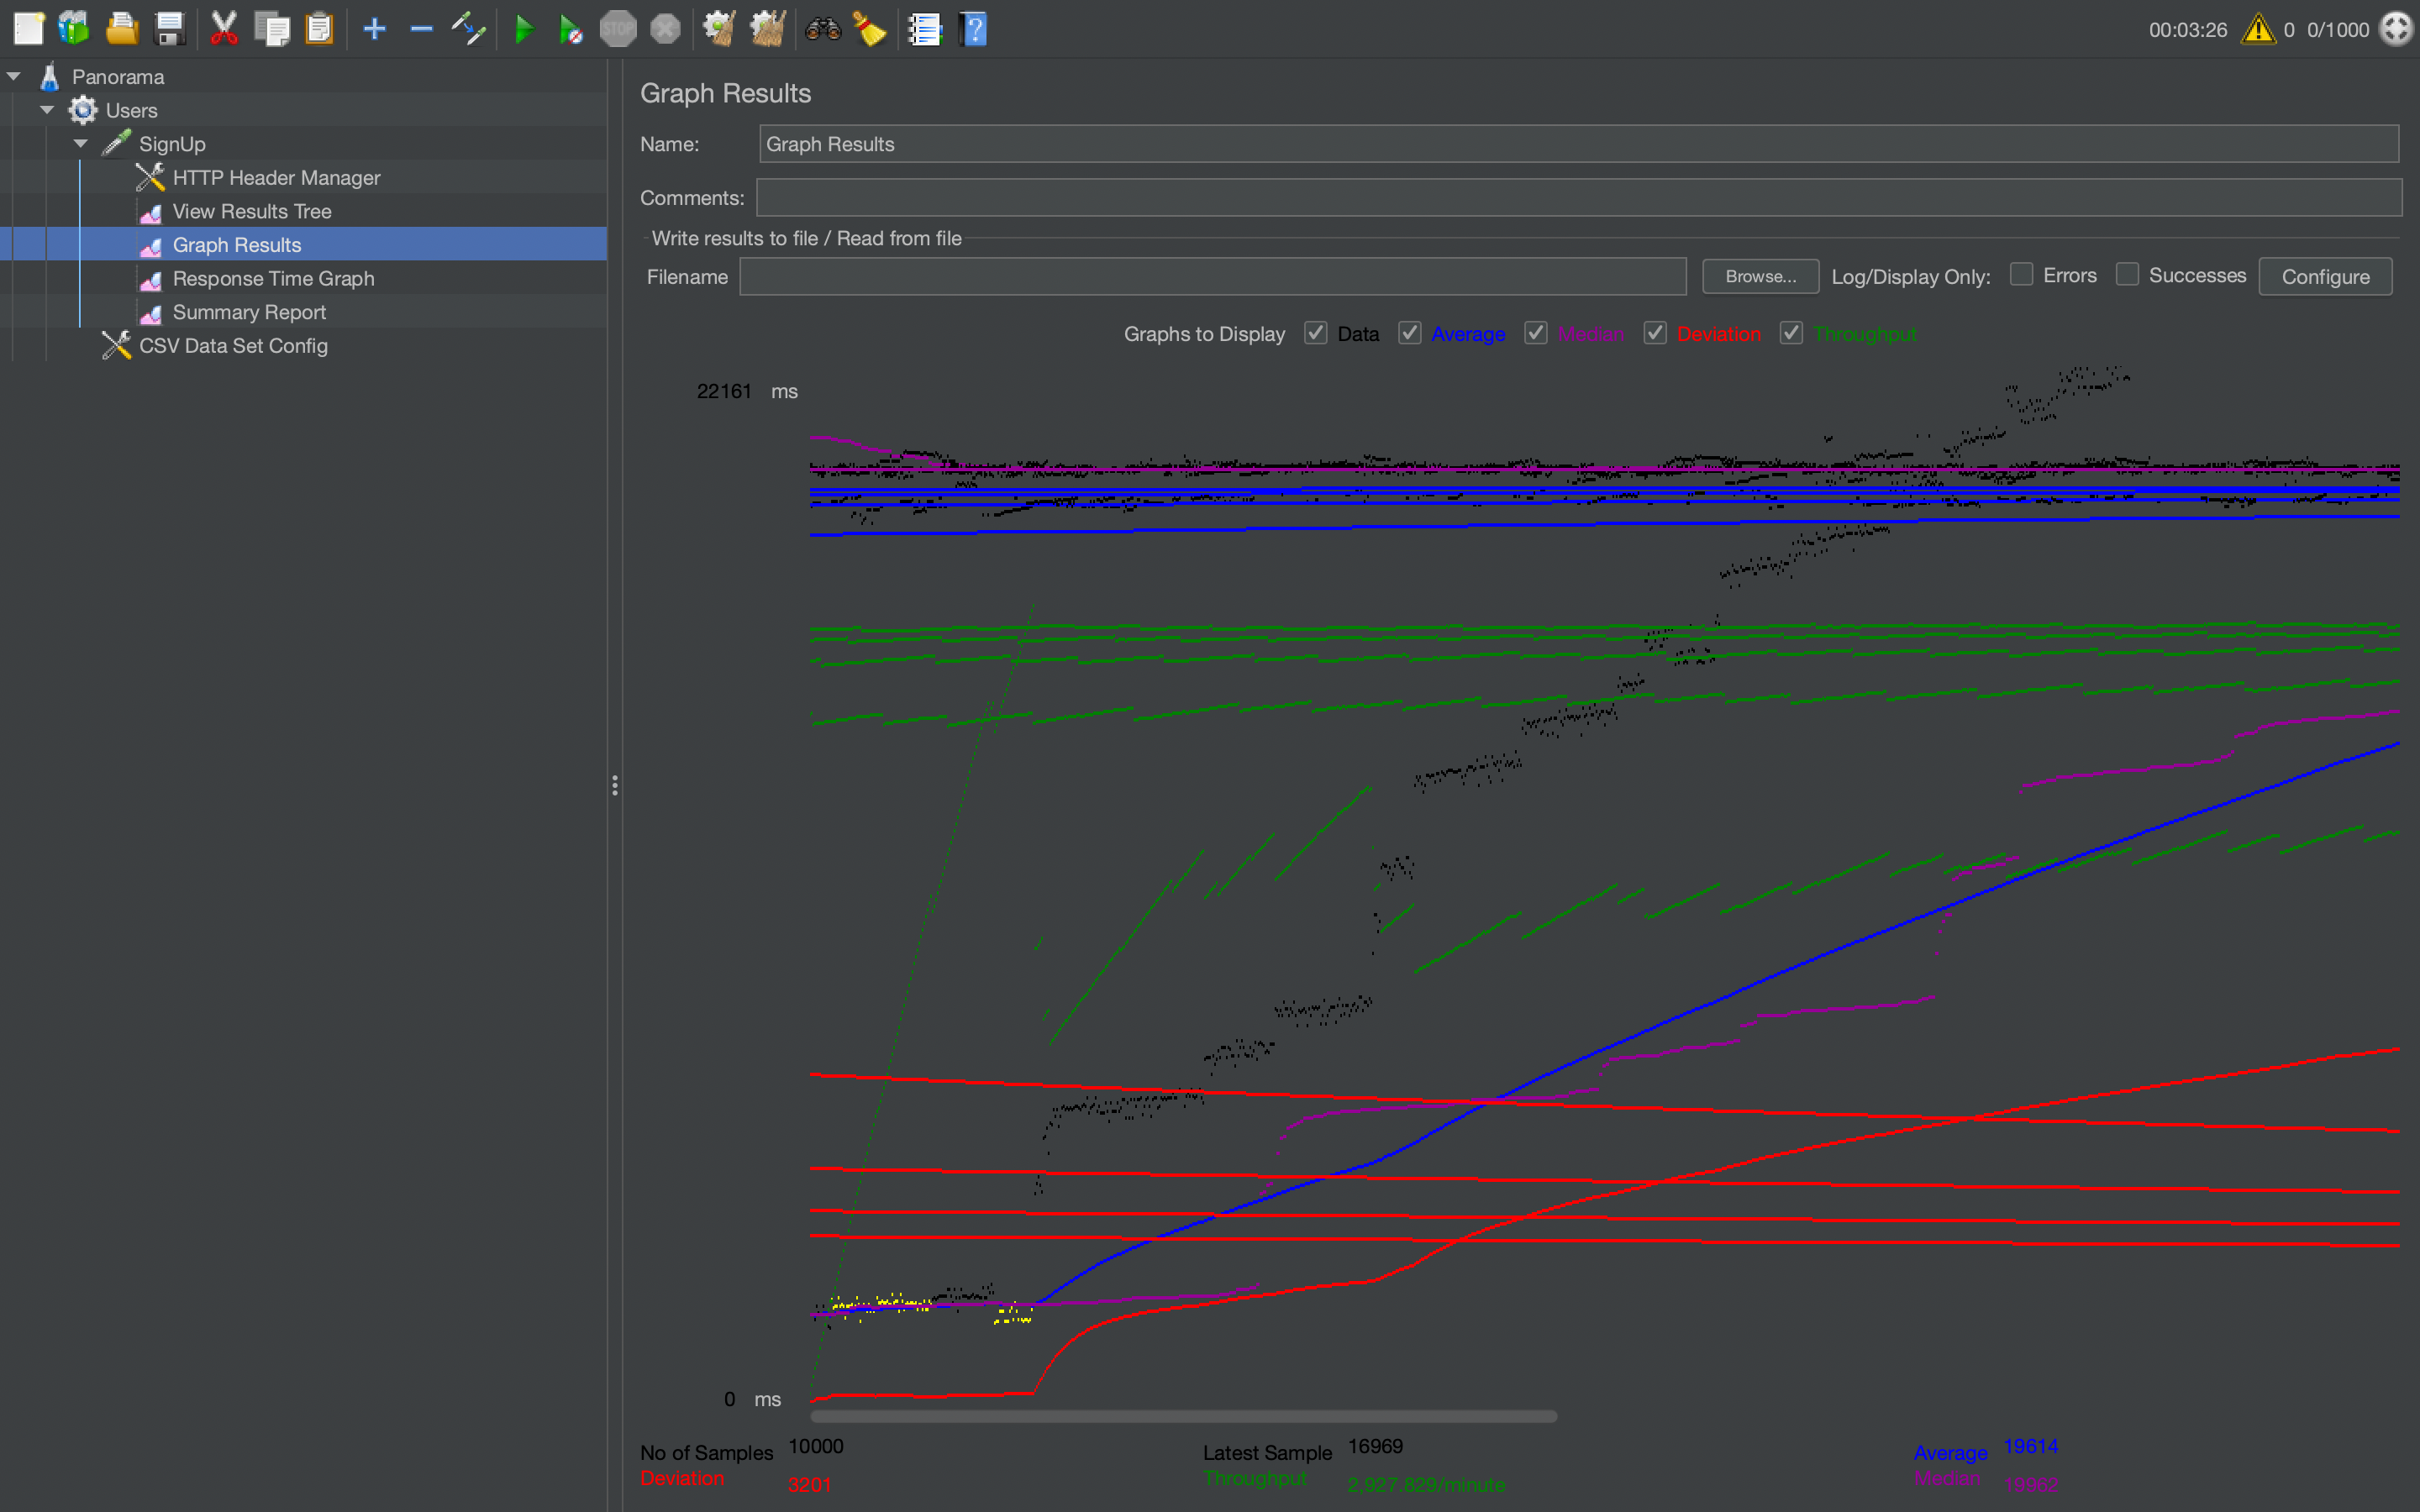 STOP
00:03:26 0 0/1000
Panorama
Users
SignUp
HTTP Header Manager
View Results Tree
Graph Results
Response Time Graph
Summary Report
CSV Data Set Config
Graph Results
Name: Graph Results
Comments:
Write results to file / Read from file
Filename Browse... Log/Display Only: Errors Successes Configure
Graphs to Display Data Average Median Deviation Throughput
22161 ms
0 ms
No of Samples 10000 Latest Sample 16969 Average 19614
Deviation 3201 Throughput 2,927.829/minute Median 19962